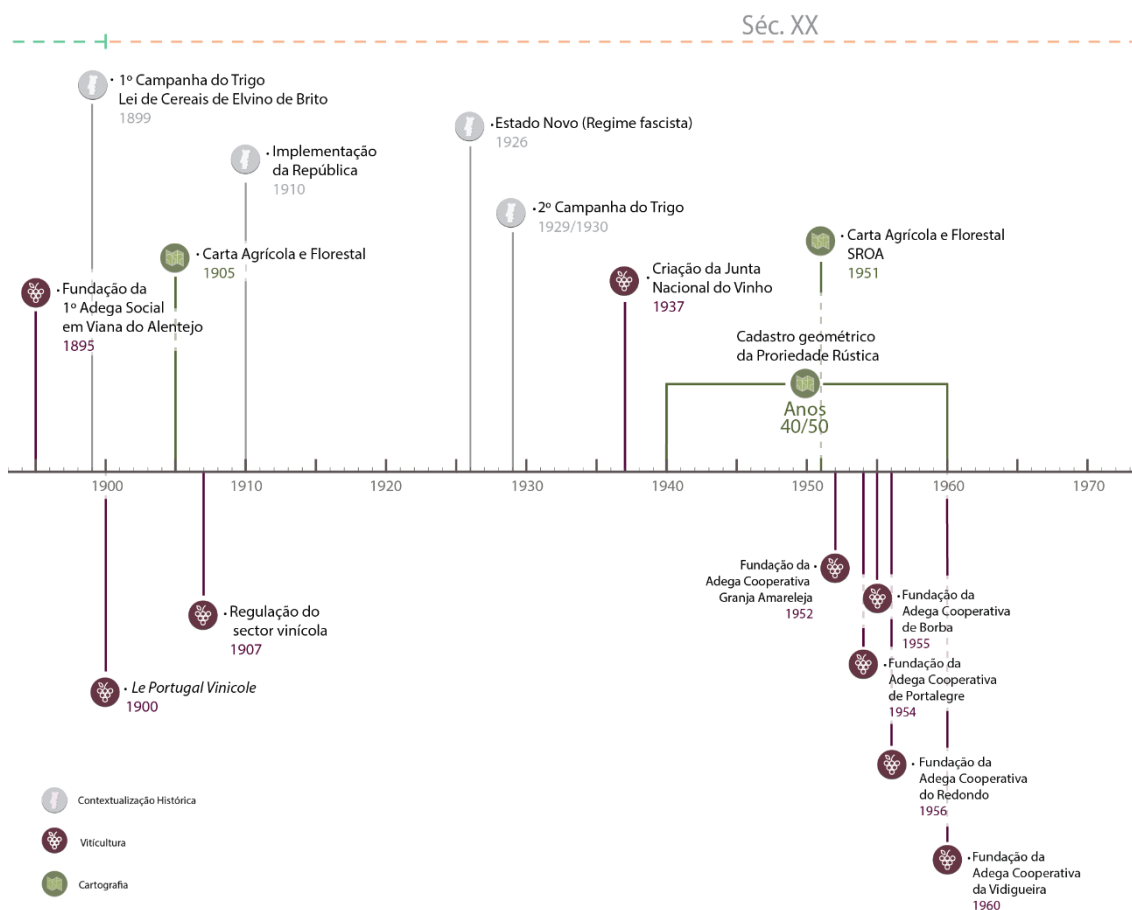 Séc. XX
· 1º Campanha do Trigo
Lei de Cereais de Elvino de Brito
1899
· Estado Novo (Regime fascista)
1926
· Implementação
da República
1910
· 2º Campanha do Trigo
1929/1930
· Carta Agrícola e Florestal
1905
· Carta Agrícola e Florestal
SROA
1951
· Fundação da
1º Adega Social
em Viana do Alentejo
1895
· Criação da Junta
Nacional do Vinho
1937
Cadastro geométrico
da Proriedade Rústica
Anos
40/50
1900
1910
1920
1930
1940
1950
1960
1970
Fundação da ·
Adega Cooperativa
Granja Amareleja
1952
· Fundação da
Adega Cooperativa
de Borba
1955
· Regulação do
sector vinícola
1907
· Fundação da
Adega Cooperativa
de Portalegre
1954
· Le Portugal Vinicole
1900
· Fundação da
Adega Cooperativa
do Redondo
1956
· Fundação da
Adega Cooperativa
da Vidigueira
1960
Contextualização Histórica
Vitícultura
Cartografia